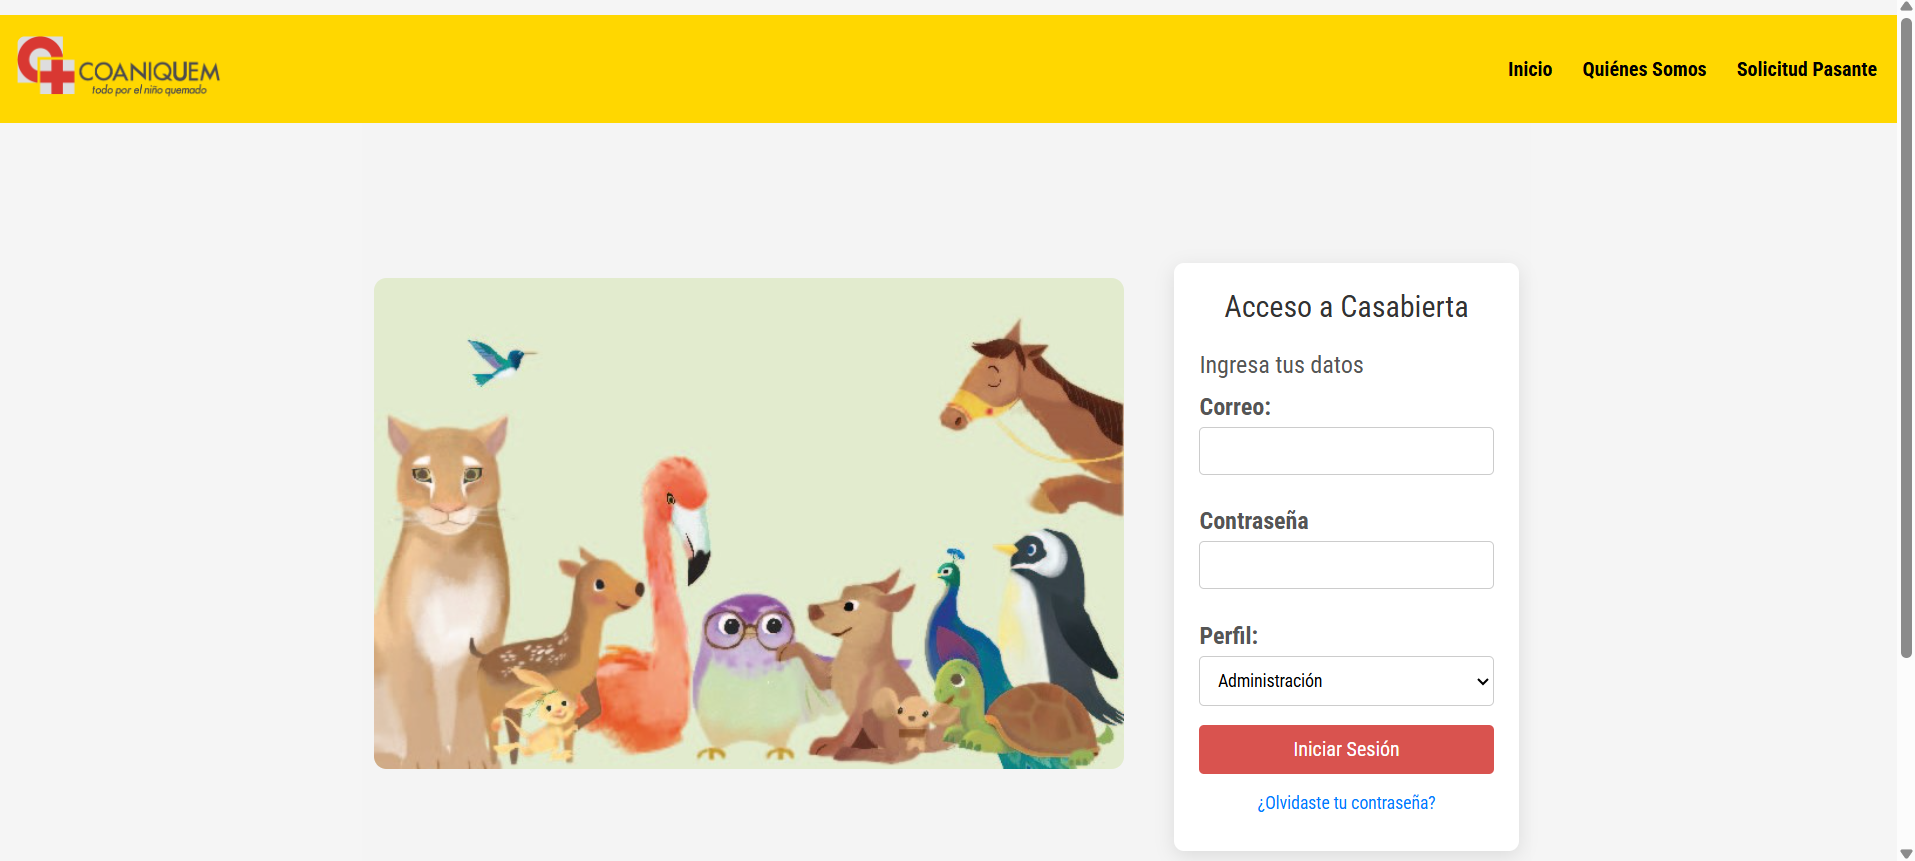 COANIQUEM
todo por el niño quemado
Inicio
Quiénes Somos
Solicitud Pasante
Acceso a Casabierta
Ingresa tus datos
Correo:
Contraseña
Perfil:
Administración
Iniciar Sesión
¿Olvidaste tu contraseña?